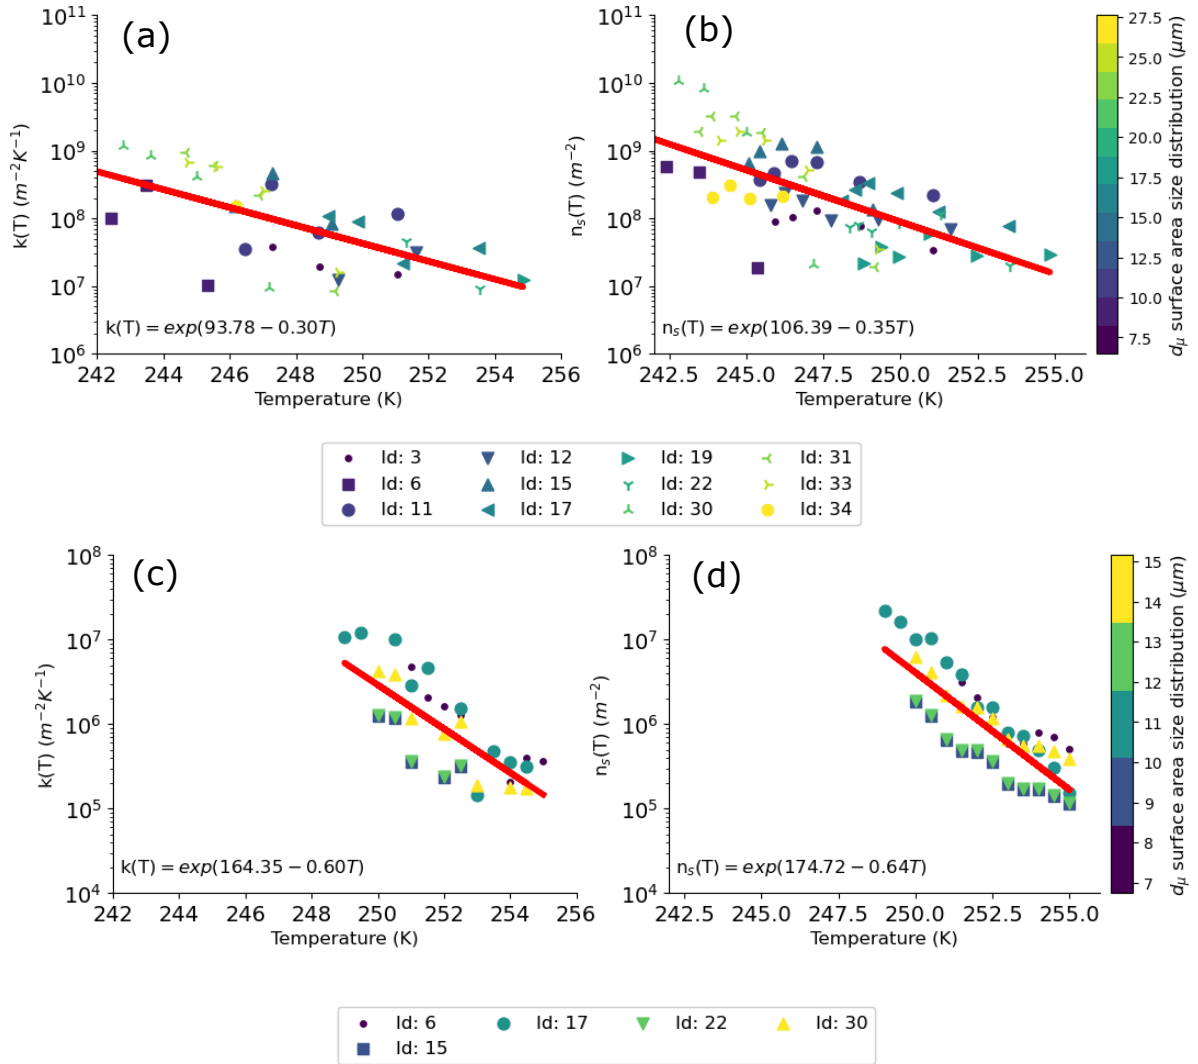 (a)
10^11
10^10
10^9
10^8
10^7
10^6
k(T) (m^−2K^−1)
k(T) = exp(93.78 − 0.30T)
242 244 246 248 250 252 254 256
Temperature (K)
(b)
10^11
10^10
10^9
10^8
10^7
10^6
n_s(T) (m^−2)
n_s(T) = exp(106.39 − 0.35T)
242.5 245.0 247.5 250.0 252.5 255.0
Temperature (K)
27.5
25.0
22.5
20.0
17.5
15.0
12.5
10.0
7.5
d_μ surface area size distribution (μm)
Id: 3 Id: 12 Id: 19 Id: 31
Id: 6 Id: 15 Id: 22 Id: 33
Id: 11 Id: 17 Id: 30 Id: 34
(c)
10^8
10^7
10^6
10^5
10^4
k(T) (m^−2K^−1)
k(T) = exp(164.35 − 0.60T)
242 244 246 248 250 252 254 256
Temperature (K)
(d)
10^8
10^7
10^6
10^5
10^4
n_s(T) (m^−2)
n_s(T) = exp(174.72 − 0.64T)
242.5 245.0 247.5 250.0 252.5 255.0
Temperature (K)
15
14
13
12
11
10
9
8
7
d_μ surface area size distribution (μm)
Id: 6 Id: 17 Id: 22 Id: 30
Id: 15